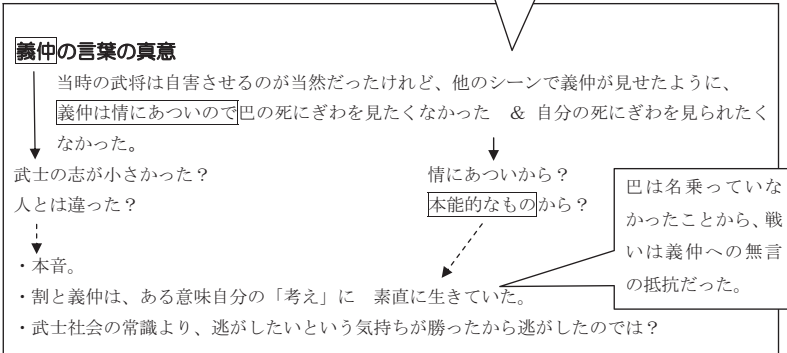 義仲の言葉の真意
当時の武将は自害させるのが当然だったけれど、他のシーンで義仲が見せたように、
義仲は情にあついので巴の死にぎわを見たくなかった ＆ 自分の死にぎわを見られたく
なかった。
武士の志が小さかった？
人とは違った？
情にあついから？
本能的なものから？
巴は名乗っていな
かったことから、戦
いは義仲への無言
の抵抗だった。
・本音。
・割と義仲は、ある意味自分の「考え」に 素直に生きていた。
・武士社会の常識より、逃がしたいという気持ちが勝ったから逃がしたのでは？